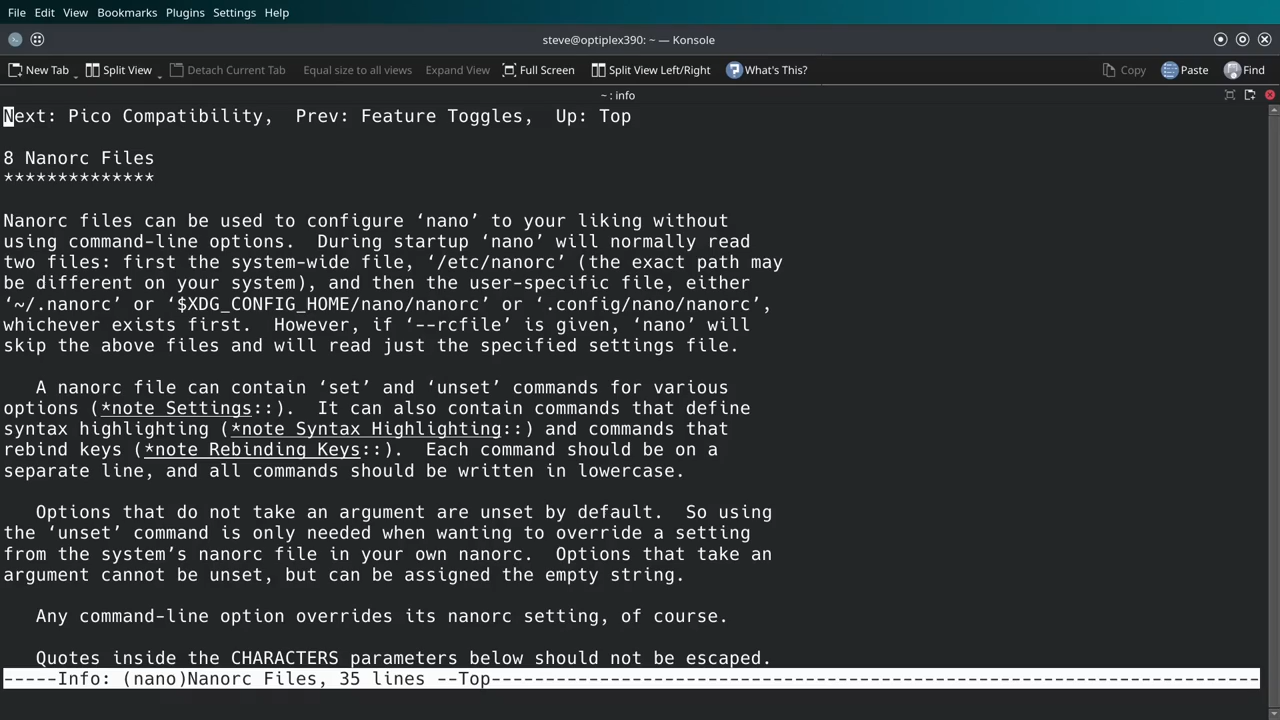 File Edit View Bookmarks Plugins Settings Help
steve@optiplex390: ~ — Konsole
New Tab Split View Detach Current Tab Equal size to all views Expand View Full Screen Split View Left/Right What's This? Copy Paste Find
~ : info
Next: Pico Compatibility,  Prev: Feature Toggles,  Up: Top
8 Nanorc Files
**************
Nanorc files can be used to configure ‘nano’ to your liking without
using command-line options.  During startup ‘nano’ will normally read
two files: first the system-wide file, ‘/etc/nanorc’ (the exact path may
be different on your system), and then the user-specific file, either
‘~/.nanorc’ or ‘$XDG_CONFIG_HOME/nano/nanorc’ or ‘.config/nano/nanorc’,
whichever exists first.  However, if ‘--rcfile’ is given, ‘nano’ will
skip the above files and will read just the specified settings file.
A nanorc file can contain ‘set’ and ‘unset’ commands for various
options (*note Settings::).  It can also contain commands that define
syntax highlighting (*note Syntax Highlighting::) and commands that
rebind keys (*note Rebinding Keys::).  Each command should be on a
separate line, and all commands should be written in lowercase.
Options that do not take an argument are unset by default.  So using
the ‘unset’ command is only needed when wanting to override a setting
from the system’s nanorc file in your own nanorc.  Options that take an
argument cannot be unset, but can be assigned the empty string.
Any command-line option overrides its nanorc setting, of course.
Quotes inside the CHARACTERS parameters below should not be escaped.
-----Info: (nano)Nanorc Files, 35 lines --Top-----------------------------------------------------------------------